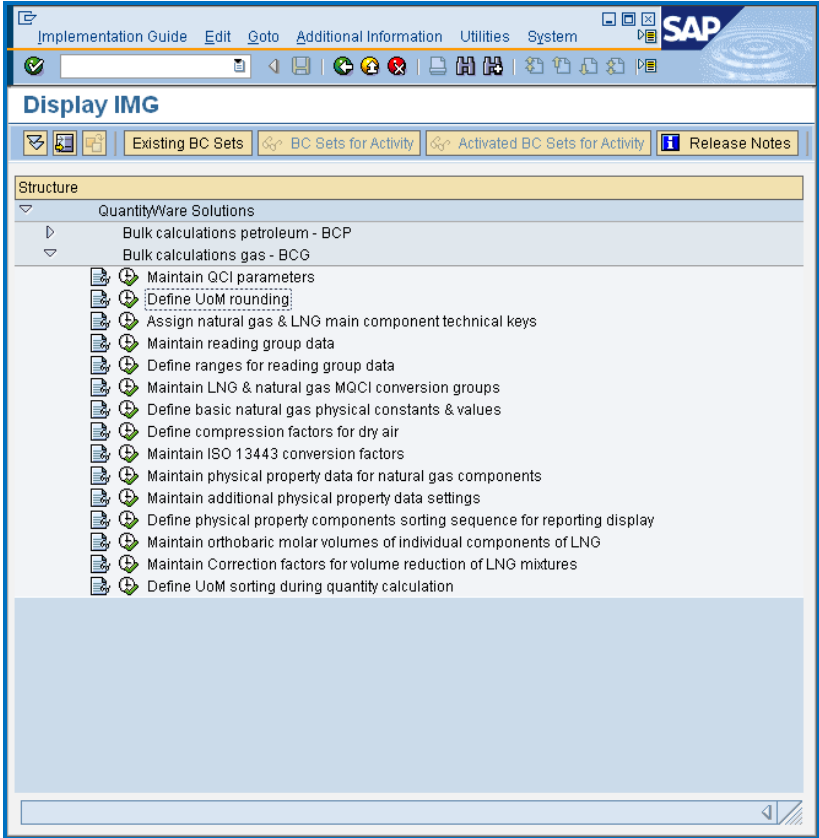 SAP
Implementation Guide Edit Goto Additional Information Utilities System
Display IMG
Existing BC Sets BC Sets for Activity Activated BC Sets for Activity Release Notes
Structure
QuantityWare Solutions
Bulk calculations petroleum - BCP
Bulk calculations gas - BCG
Maintain QCI parameters
Define UoM rounding
Assign natural gas & LNG main component technical keys
Maintain reading group data
Define ranges for reading group data
Maintain LNG & natural gas MQCI conversion groups
Define basic natural gas physical constants & values
Define compression factors for dry air
Maintain ISO 13443 conversion factors
Maintain physical property data for natural gas components
Maintain additional physical property data settings
Define physical property components sorting sequence for reporting display
Maintain orthobaric molar volumes of individual components of LNG
Maintain Correction factors for volume reduction of LNG mixtures
Define UoM sorting during quantity calculation